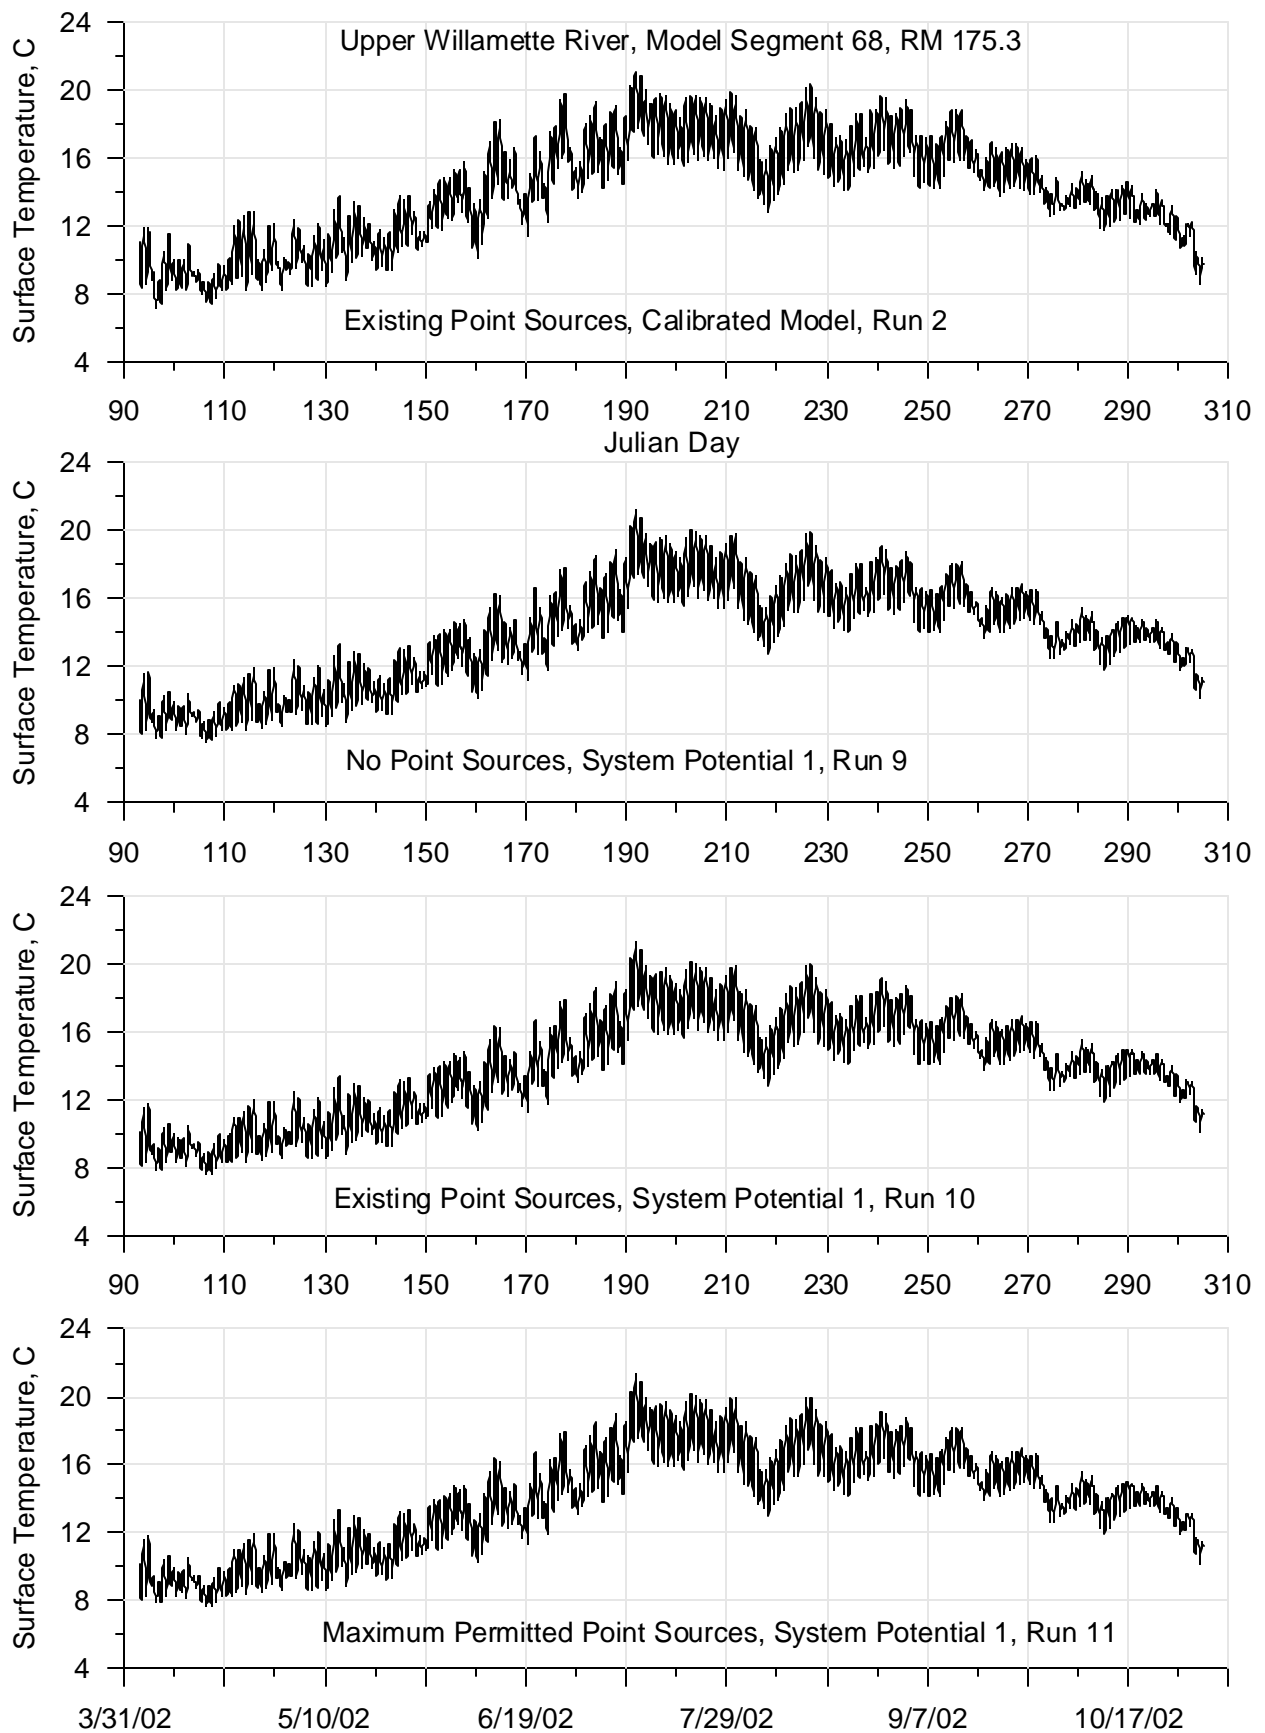 24
Upper Willamette River, Model Segment 68, RM 175.3
20
16
12
8
4
Surface Temperature, C
Existing Point Sources, Calibrated Model, Run 2
90 110 130 150 170 190 210 230 250 270 290 310
Julian Day
24
20
16
12
8
4
Surface Temperature, C
No Point Sources, System Potential 1, Run 9
90 110 130 150 170 190 210 230 250 270 290 310
24
20
16
12
8
4
Surface Temperature, C
Existing Point Sources, System Potential 1, Run 10
90 110 130 150 170 190 210 230 250 270 290 310
24
20
16
12
8
4
Surface Temperature, C
Maximum Permitted Point Sources, System Potential 1, Run 11
3/31/02 5/10/02 6/19/02 7/29/02 9/7/02 10/17/02